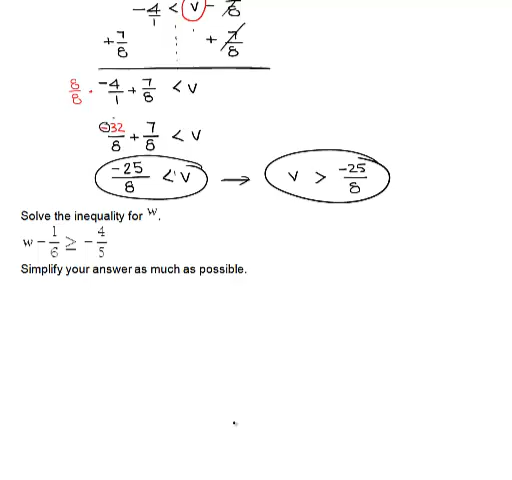 -4/1 < v - 7/8
+7/8 + 7/8
8/8 · -4/1 + 7/8 < v
-32/8 + 7/8 < v
-25/8 < v → v > -25/8
Solve the inequality for w.
w - 1/6 ≥ - 4/5
Simplify your answer as much as possible.